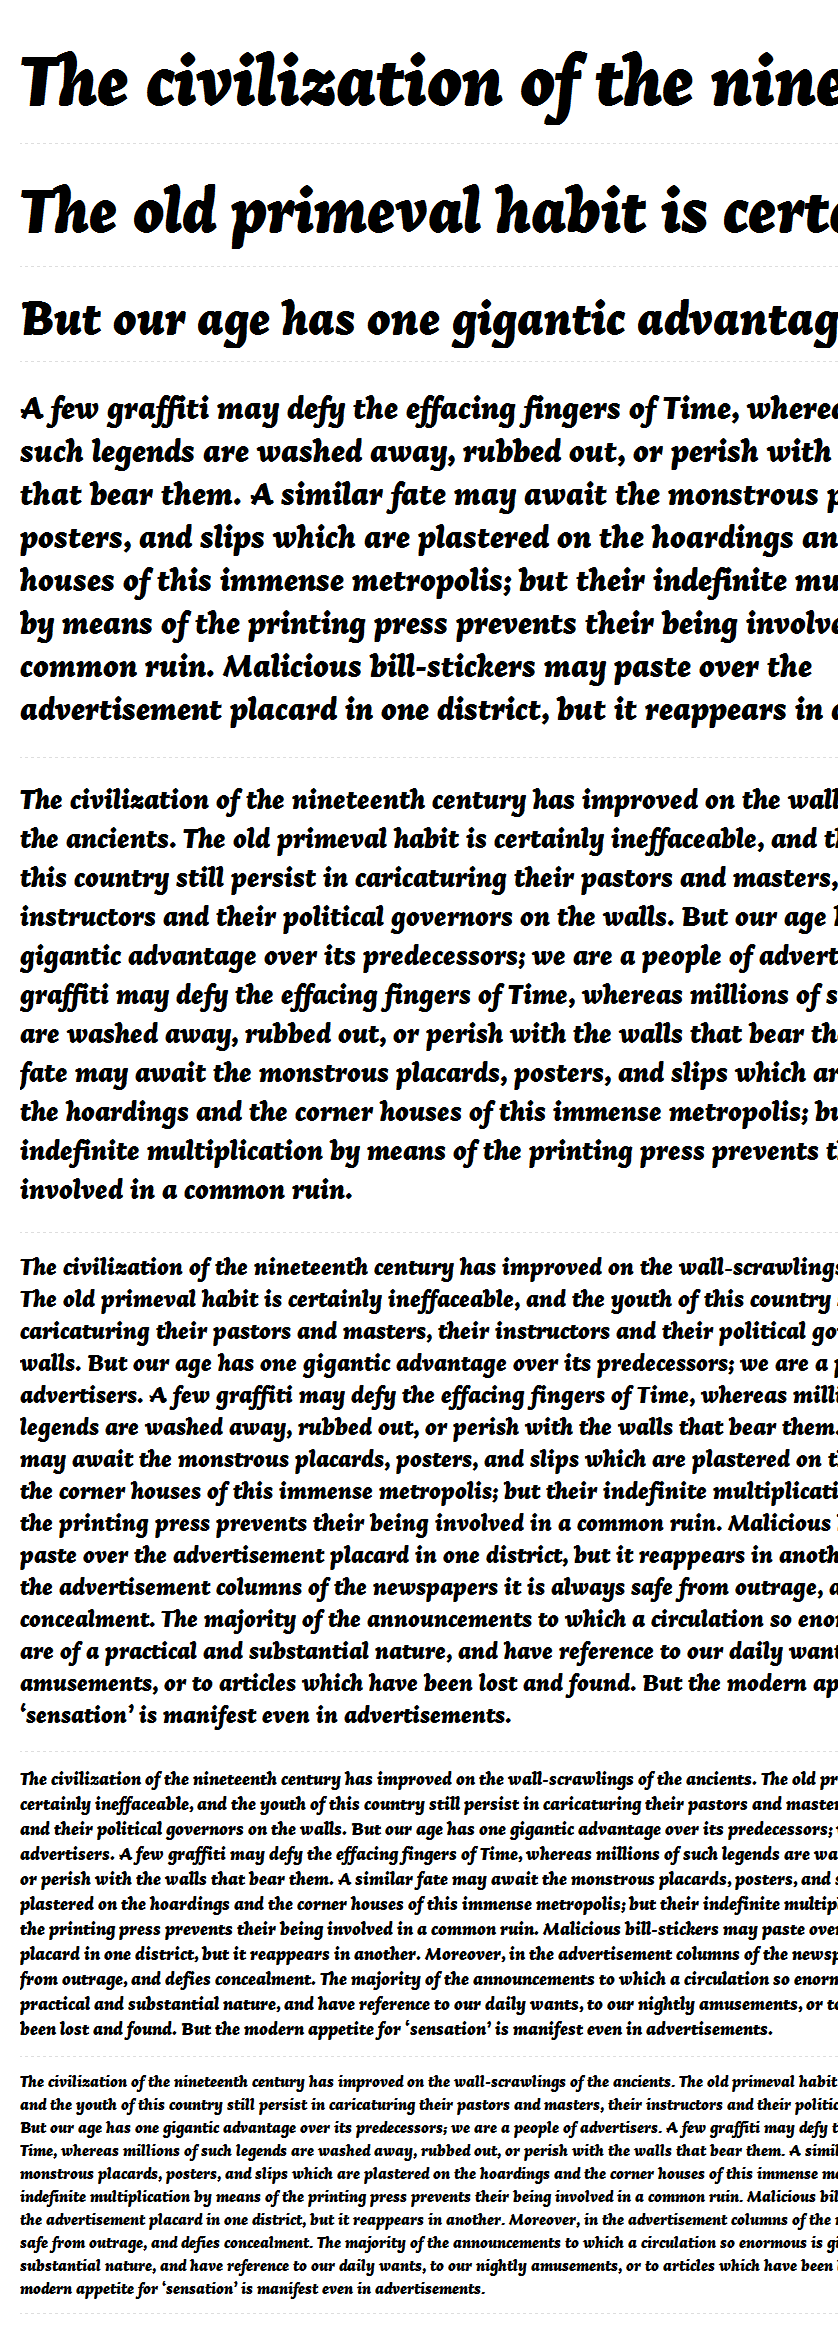 The civilization of the nine
The old primeval habit is certa
But our age has one gigantic advantag
A few graffiti may defy the effacing fingers of Time, wherea
such legends are washed away, rubbed out, or perish with
that bear them. A similar fate may await the monstrous p
posters, and slips which are plastered on the hoardings an
houses of this immense metropolis; but their indefinite mu
by means of the printing press prevents their being involve
common ruin. Malicious bill-stickers may paste over the
advertisement placard in one district, but it reappears in a
The civilization of the nineteenth century has improved on the wall
the ancients. The old primeval habit is certainly ineffaceable, and th
this country still persist in caricaturing their pastors and masters,
instructors and their political governors on the walls. But our age h
gigantic advantage over its predecessors; we are a people of advert
graffiti may defy the effacing fingers of Time, whereas millions of s
are washed away, rubbed out, or perish with the walls that bear the
fate may await the monstrous placards, posters, and slips which ar
the hoardings and the corner houses of this immense metropolis; bu
indefinite multiplication by means of the printing press prevents th
involved in a common ruin.
The civilization of the nineteenth century has improved on the wall-scrawlings
The old primeval habit is certainly ineffaceable, and the youth of this country
caricaturing their pastors and masters, their instructors and their political go
walls. But our age has one gigantic advantage over its predecessors; we are a p
advertisers. A few graffiti may defy the effacing fingers of Time, whereas milli
legends are washed away, rubbed out, or perish with the walls that bear them.
may await the monstrous placards, posters, and slips which are plastered on t
the corner houses of this immense metropolis; but their indefinite multiplicati
the printing press prevents their being involved in a common ruin. Malicious
paste over the advertisement placard in one district, but it reappears in anoth
the advertisement columns of the newspapers it is always safe from outrage, a
concealment. The majority of the announcements to which a circulation so enor
are of a practical and substantial nature, and have reference to our daily want
amusements, or to articles which have been lost and found. But the modern ap
‘sensation’ is manifest even in advertisements.
The civilization of the nineteenth century has improved on the wall-scrawlings of the ancients. The old pr
certainly ineffaceable, and the youth of this country still persist in caricaturing their pastors and master
and their political governors on the walls. But our age has one gigantic advantage over its predecessors;
advertisers. A few graffiti may defy the effacing fingers of Time, whereas millions of such legends are wa
or perish with the walls that bear them. A similar fate may await the monstrous placards, posters, and s
plastered on the hoardings and the corner houses of this immense metropolis; but their indefinite multipl
the printing press prevents their being involved in a common ruin. Malicious bill-stickers may paste over
placard in one district, but it reappears in another. Moreover, in the advertisement columns of the newsp
from outrage, and defies concealment. The majority of the announcements to which a circulation so enorm
practical and substantial nature, and have reference to our daily wants, to our nightly amusements, or to
been lost and found. But the modern appetite for ‘sensation’ is manifest even in advertisements.
The civilization of the nineteenth century has improved on the wall-scrawlings of the ancients. The old primeval habit
and the youth of this country still persist in caricaturing their pastors and masters, their instructors and their politic
But our age has one gigantic advantage over its predecessors; we are a people of advertisers. A few graffiti may defy t
Time, whereas millions of such legends are washed away, rubbed out, or perish with the walls that bear them. A simil
monstrous placards, posters, and slips which are plastered on the hoardings and the corner houses of this immense m
indefinite multiplication by means of the printing press prevents their being involved in a common ruin. Malicious bil
the advertisement placard in one district, but it reappears in another. Moreover, in the advertisement columns of the
safe from outrage, and defies concealment. The majority of the announcements to which a circulation so enormous is gi
substantial nature, and have reference to our daily wants, to our nightly amusements, or to articles which have been
modern appetite for ‘sensation’ is manifest even in advertisements.